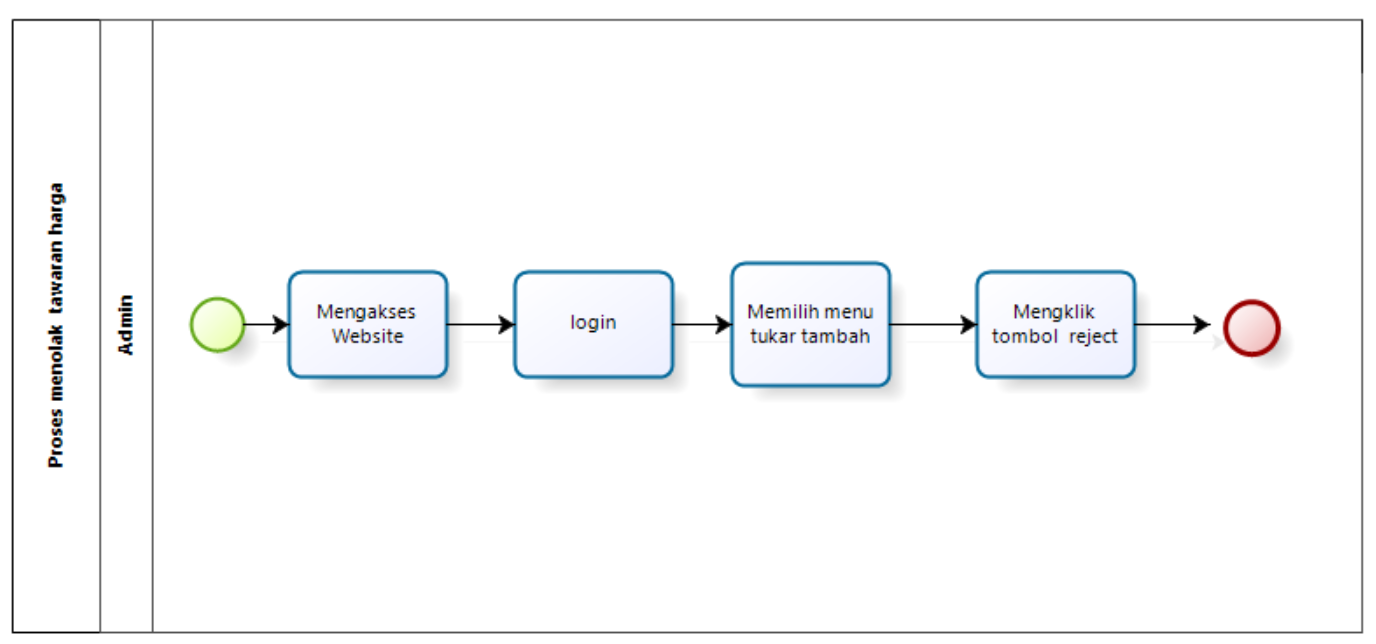 Proses menolak  tawaran harga
Admin
Mengakses
Website
login
Memilih menu
tukar tambah
Mengklik
tombol  reject